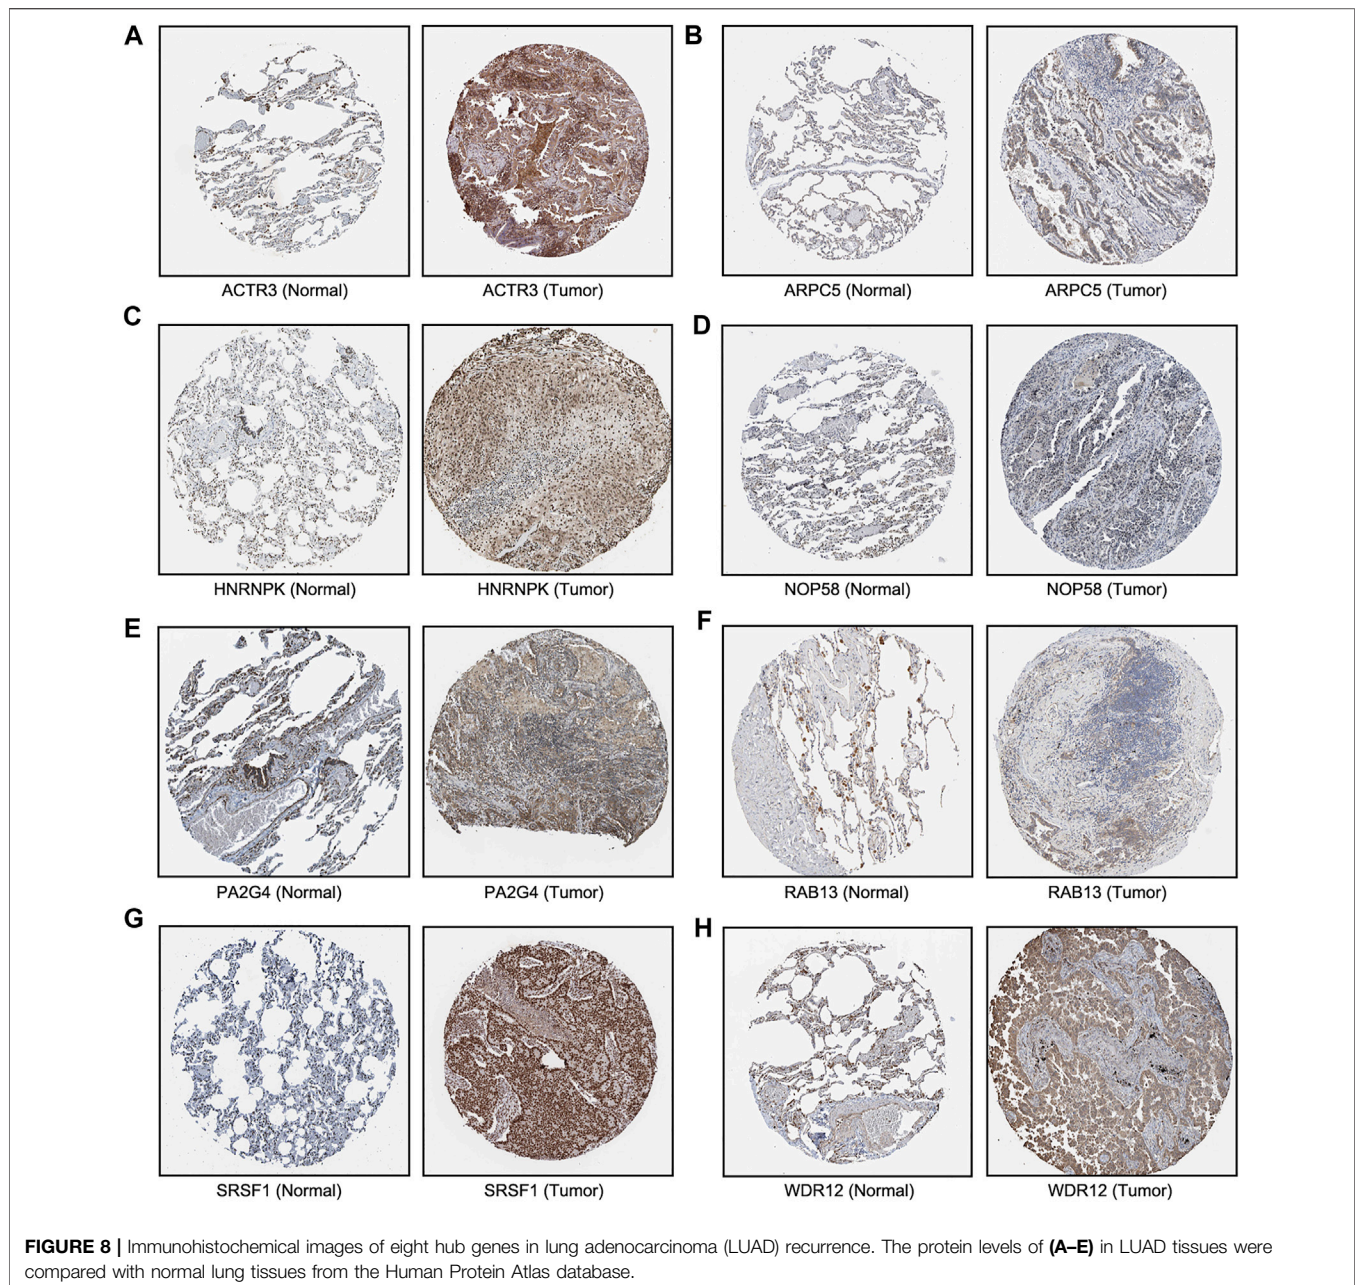 A
B
ACTR3 (Normal)
ACTR3 (Tumor)
ARPC5 (Normal)
ARPC5 (Tumor)
C
D
HNRNPK (Normal)
HNRNPK (Tumor)
NOP58 (Normal)
NOP58 (Tumor)
E
F
PA2G4 (Normal)
PA2G4 (Tumor)
RAB13 (Normal)
RAB13 (Tumor)
G
H
SRSF1 (Normal)
SRSF1 (Tumor)
WDR12 (Normal)
WDR12 (Tumor)
FIGURE 8 | Immunohistochemical images of eight hub genes in lung adenocarcinoma (LUAD) recurrence. The protein levels of (A–E) in LUAD tissues were
compared with normal lung tissues from the Human Protein Atlas database.